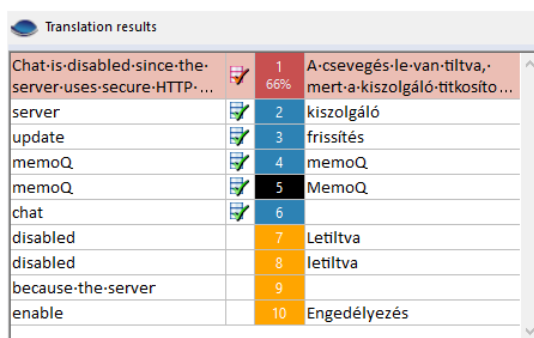 Translation results
Chat·is·disabled·since·the· 1 A·csevegés·le·van·tiltva,·
server·uses·secure·HTTP·... 66% mert·a·kiszolgáló·titkosíto...
server 2 kiszolgáló
update 3 frissítés
memoQ 4 memoQ
memoQ 5 MemoQ
chat 6
disabled 7 Letiltva
disabled 8 letiltva
because·the·server 9
enable 10 Engedélyezés